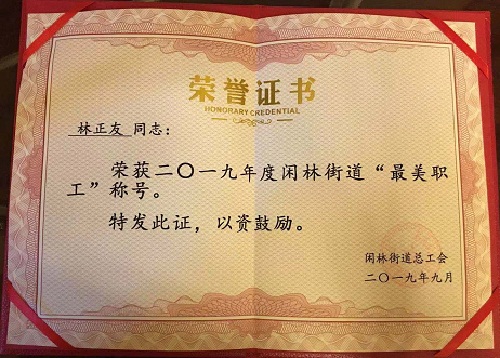 荣誉证书
HONORARY CREDENTIAL
林正友 同志：
荣获二〇一九年度闲林街道“最美职
工”称号。
特发此证，以资鼓励。
闲林街道总工会
二〇一九年九月